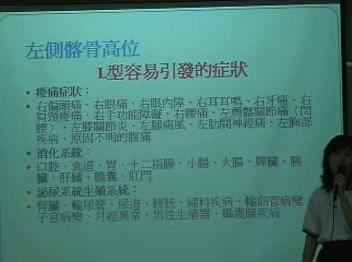 左側髂骨高位
L型容易引發的症狀
• 痠痛症狀：
• 右偏頭痛、右眼痛、右眼內障、右耳耳鳴、右牙痛、右
肩頸痠痛、右手功能障礙、右腰痛、左薦髂關節痛（閃
腰）、左膝關節炎、左腳痛風、左肋間神經痛、左胸部
疾病、原因不明的腹痛
• 消化系統：
• 口腔、食道、胃、十二指腸、小腸、大腸、脾臟、胰
臟、肝臟、膽囊、肛門
• 泌尿系統生殖系統：
• 腎臟、輸尿管、尿道、膀胱、婦科疾病、輸卵管病變
子宮病變、月經異常、男性生殖器、攝護腺疾病